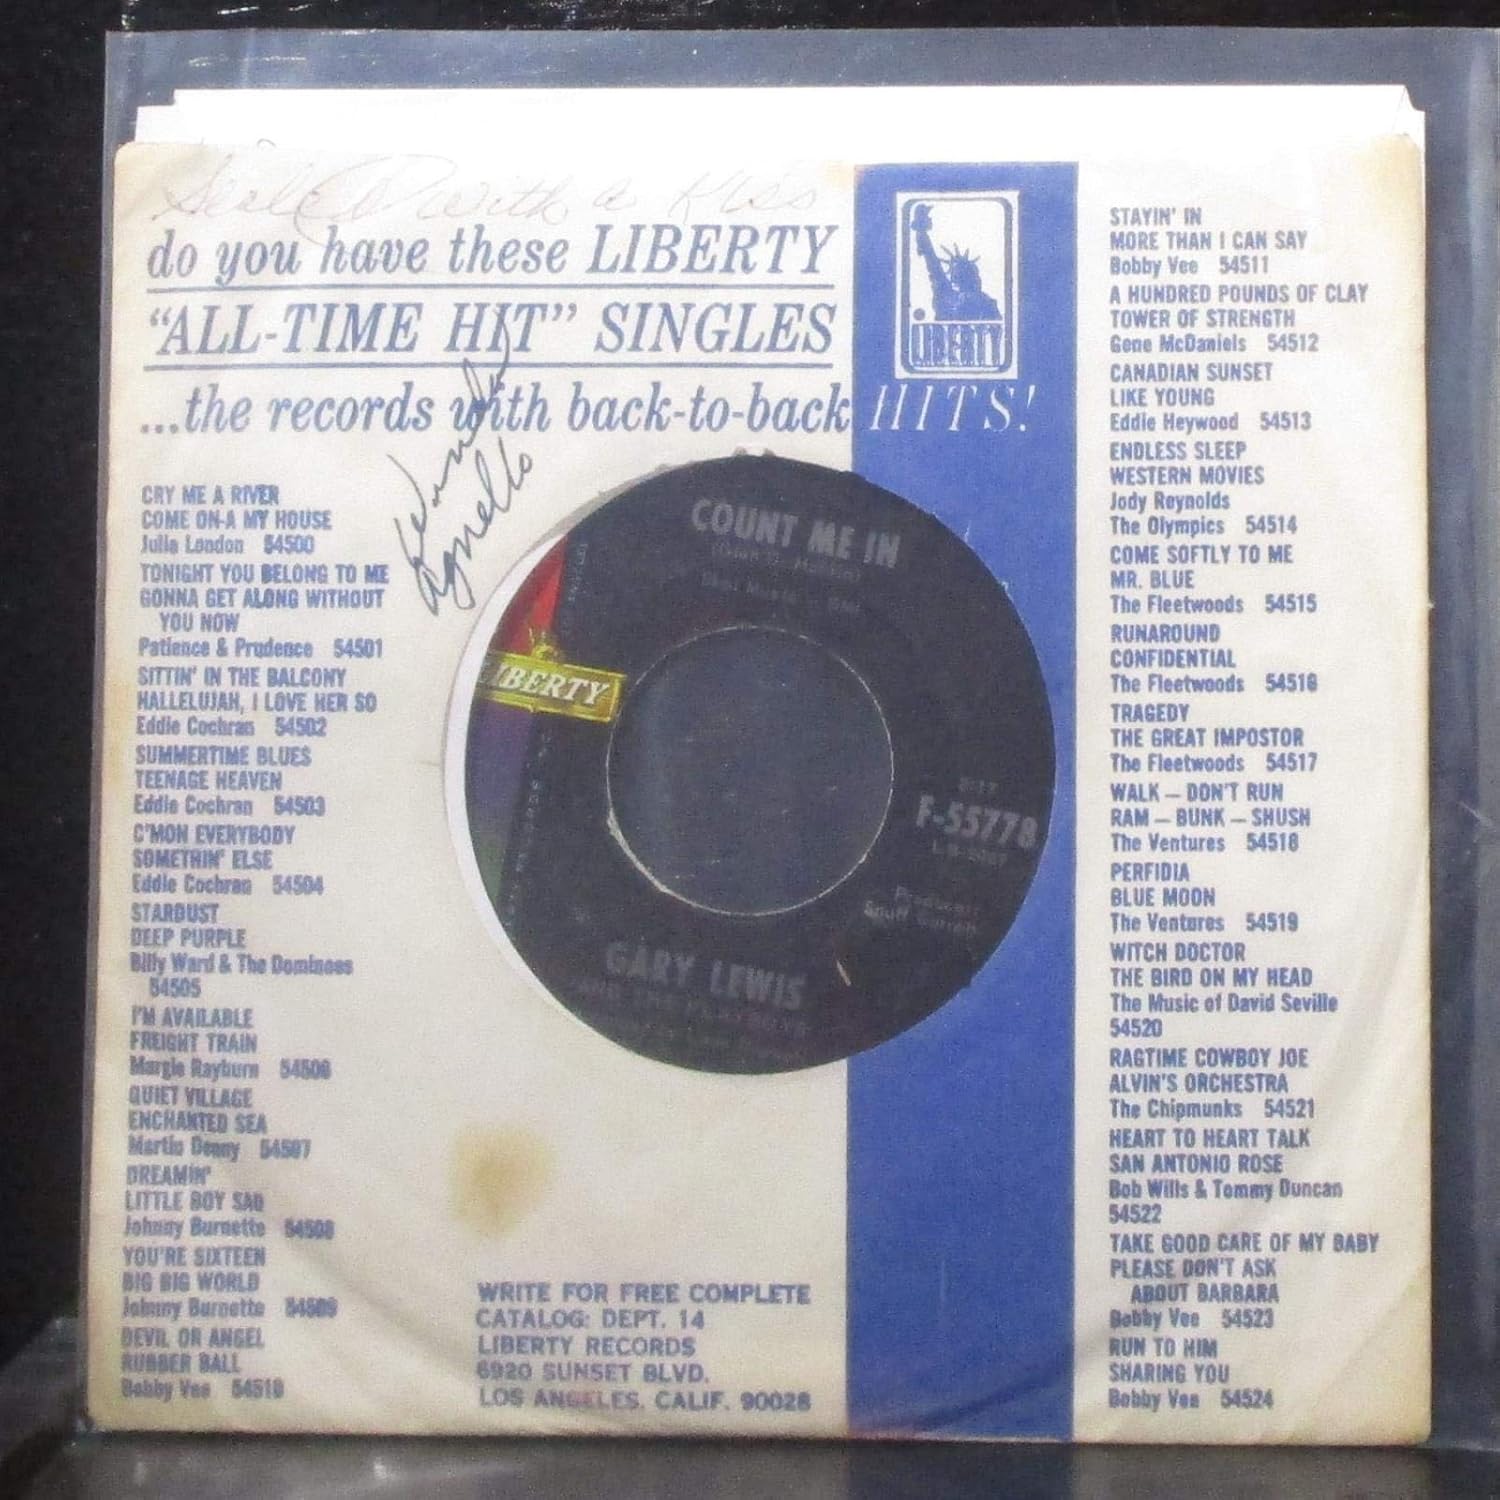 Sealed with a Kiss
do you have these LIBERTY
"ALL-TIME HIT" SINGLES
...the records with back-to-back HITS!
LIBERTY
Agnello
CRY ME A RIVER
COME ON-A MY HOUSE
Julie London 54500
TONIGHT YOU BELONG TO ME
GONNA GET ALONG WITHOUT
YOU NOW
Patience & Prudence 54501
SITTIN' IN THE BALCONY
HALLELUJAH, I LOVE HER SO
Eddie Cochran 54502
SUMMERTIME BLUES
TEENAGE HEAVEN
Eddie Cochran 54503
C'MON EVERYBODY
SOMETHIN' ELSE
Eddie Cochran 54504
STARDUST
DEEP PURPLE
Billy Ward & The Dominoes
54505
I'M AVAILABLE
FREIGHT TRAIN
Margie Rayburn 54506
QUIET VILLAGE
ENCHANTED SEA
Martin Denny 54507
DREAMIN'
LITTLE BOY SAD
Johnny Burnette 54508
YOU'RE SIXTEEN
BIG BIG WORLD
Johnny Burnette 54509
DEVIL OR ANGEL
RUBBER BALL
Bobby Vee 54510
COUNT ME IN
LIBERTY
F-55778
Producer:
Snuff Garrett
GARY LEWIS
AND THE PLAYBOYS
WRITE FOR FREE COMPLETE
CATALOG: DEPT. 14
LIBERTY RECORDS
6920 SUNSET BLVD.
LOS ANGELES, CALIF. 90028
STAYIN' IN
MORE THAN I CAN SAY
Bobby Vee 54511
A HUNDRED POUNDS OF CLAY
TOWER OF STRENGTH
Gene McDaniels 54512
CANADIAN SUNSET
LIKE YOUNG
Eddie Heywood 54513
ENDLESS SLEEP
WESTERN MOVIES
Jody Reynolds
The Olympics 54514
COME SOFTLY TO ME
MR. BLUE
The Fleetwoods 54515
RUNAROUND
CONFIDENTIAL
The Fleetwoods 54516
TRAGEDY
THE GREAT IMPOSTOR
The Fleetwoods 54517
WALK – DON'T RUN
RAM – BUNK – SHUSH
The Ventures 54518
PERFIDIA
BLUE MOON
The Ventures 54519
WITCH DOCTOR
THE BIRD ON MY HEAD
The Music of David Seville
54520
RAGTIME COWBOY JOE
ALVIN'S ORCHESTRA
The Chipmunks 54521
HEART TO HEART TALK
SAN ANTONIO ROSE
Bob Wills & Tommy Duncan
54522
TAKE GOOD CARE OF MY BABY
PLEASE DON'T ASK
ABOUT BARBARA
Bobby Vee 54523
RUN TO HIM
SHARING YOU
Bobby Vee 54524